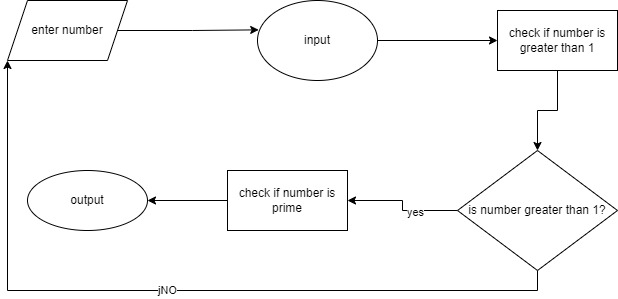 enter number
input
check if number is
greater than 1
is number greater than 1?
yes
check if number is
prime
output
jNO